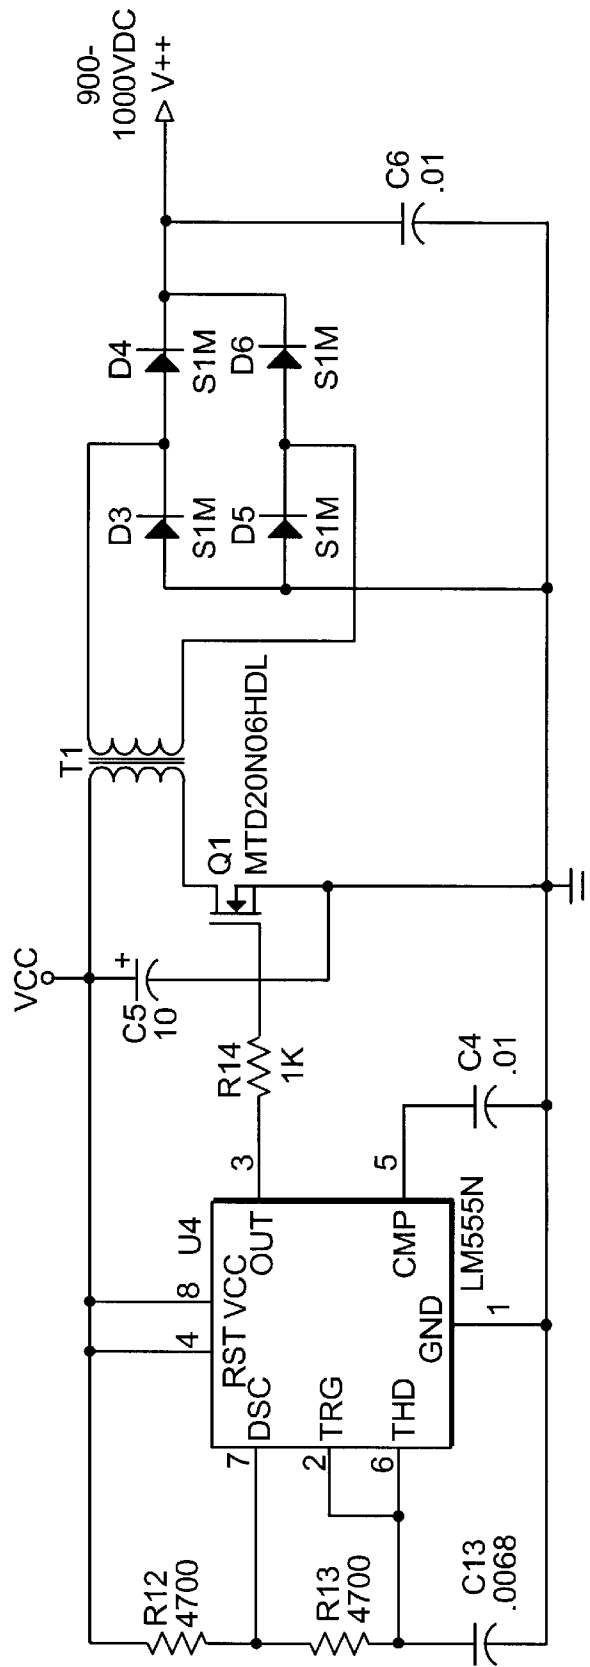 R12
4700
R13
4700
C13
.0068
7
2
6
4
8
DSC
TRG
THD
RST
VCC
OUT
CMP
GND
U4
LM555N
1
3
5
R14
1K
C4
.01
VCC
+
C5
10
Q1
MTD20N06HDL
T1
D3
S1M
D4
S1M
D5
S1M
D6
S1M
C6
.01
900-
1000VDC
V++